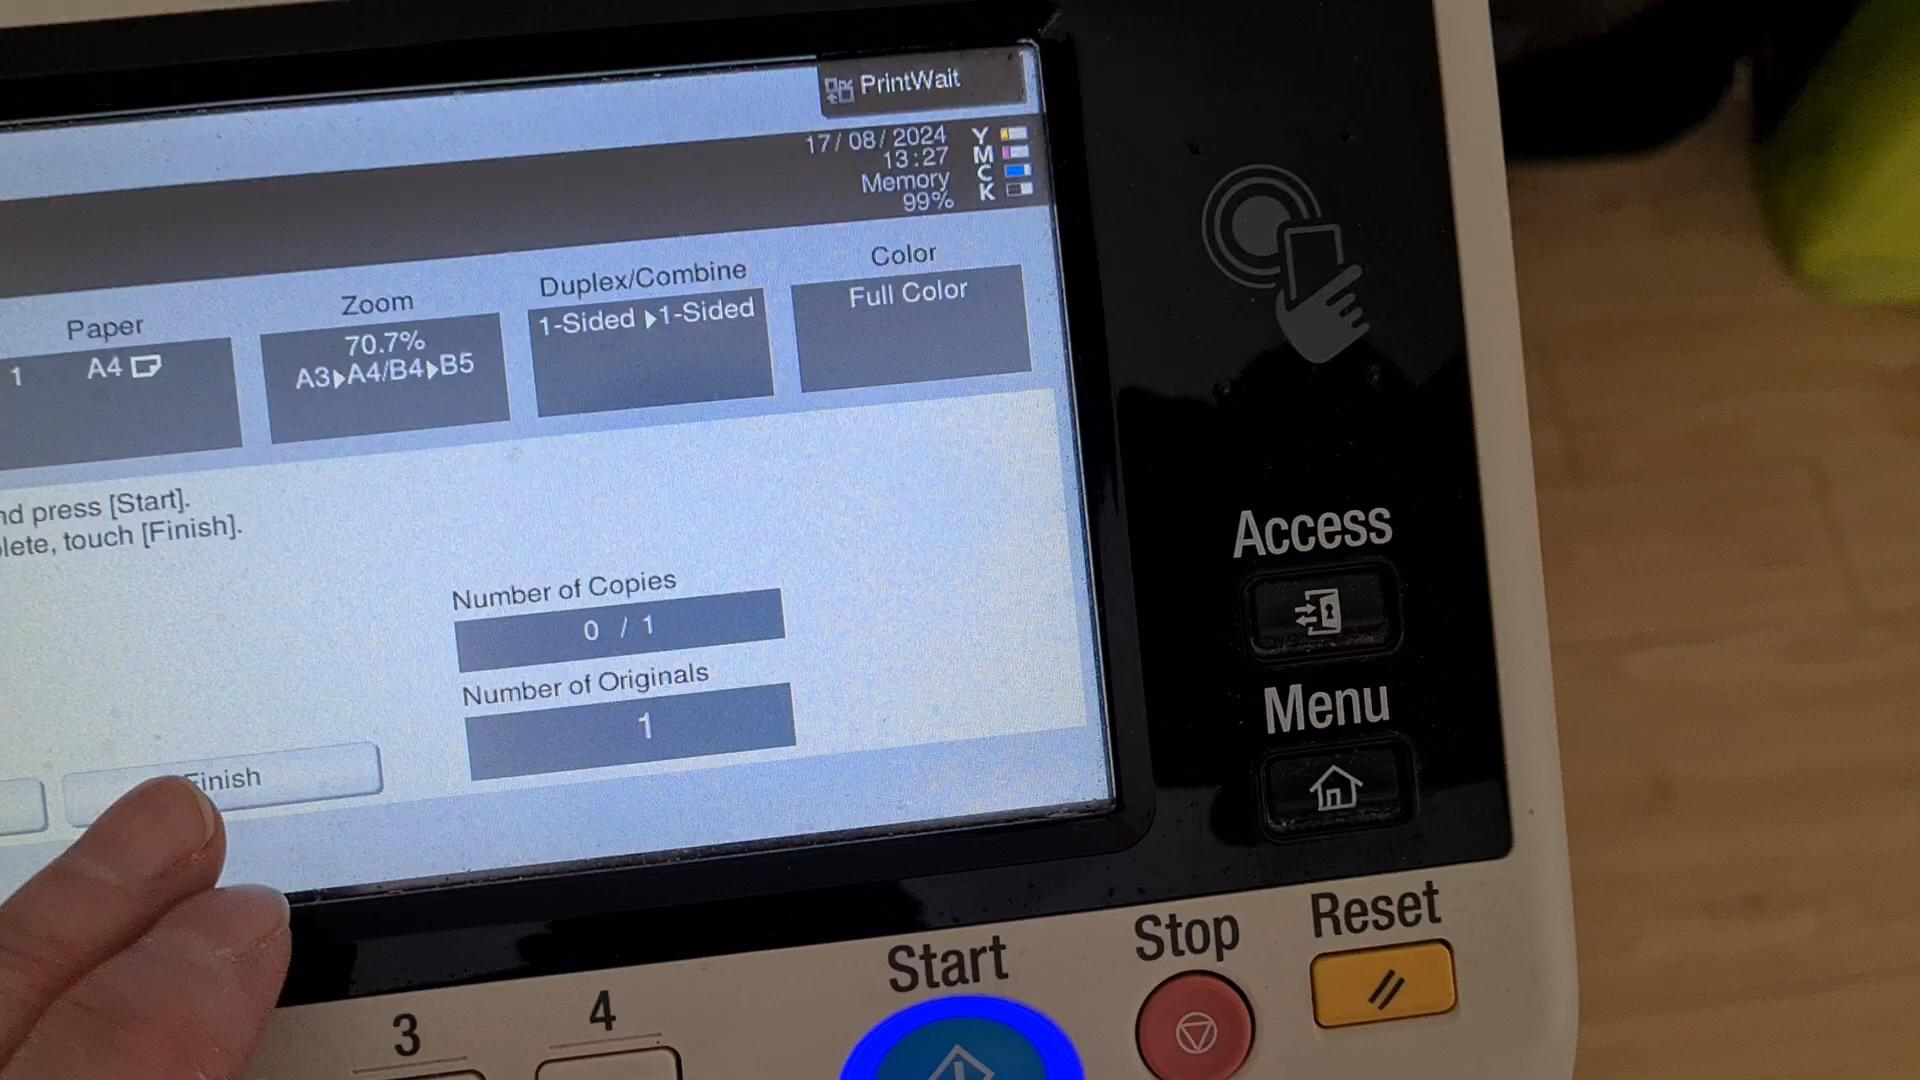 PrintWait
17/08/2024
13:27
Memory
99%
Y
M
C
K
Paper
1 A4
Zoom
70.7%
A3▸A4/B4▸B5
Duplex/Combine
1-Sided ▸1-Sided
Color
Full Color
nd press [Start].
lete, touch [Finish].
Number of Copies
0 / 1
Number of Originals
1
Finish
Access
Menu
Start
Stop
Reset
3
4